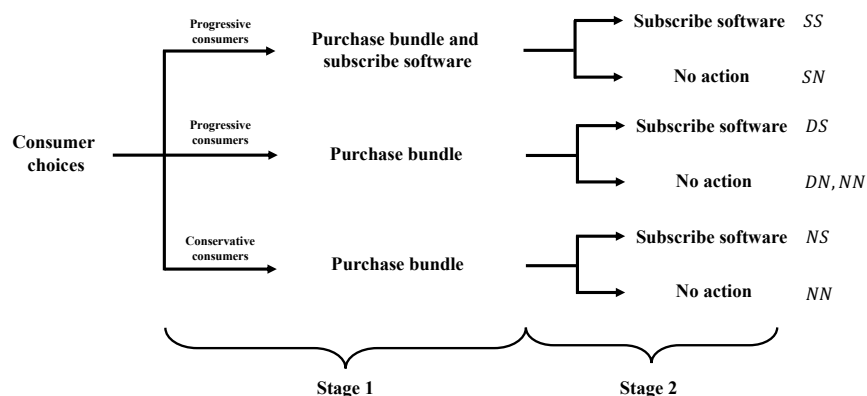 Progressive
consumers
Purchase bundle and
subscribe software
Subscribe software SS
No action SN
Consumer
choices
Progressive
consumers
Purchase bundle
Subscribe software DS
No action DN, NN
Conservative
consumers
Purchase bundle
Subscribe software NS
No action NN
Stage 1
Stage 2